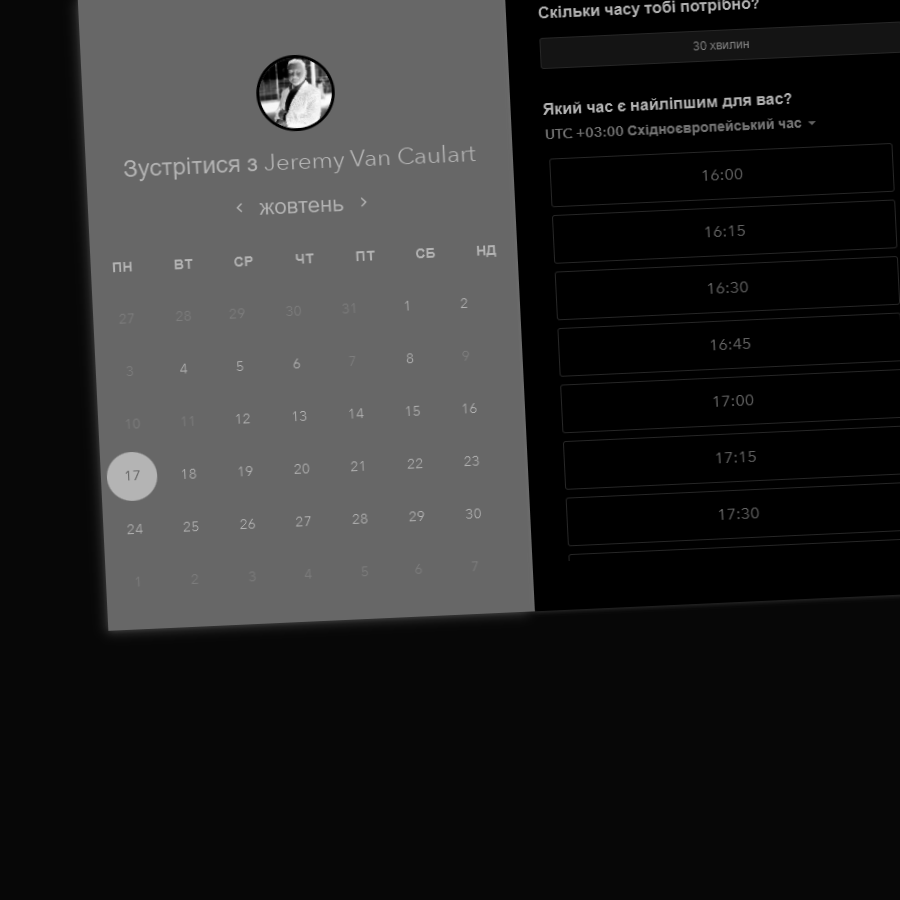 Зустрітися з Jeremy Van Caulart
жовтень
ПН ВТ СР ЧТ ПТ СБ НД
27 28 29 30 31 1 2
3 4 5 6 7 8 9
10 11 12 13 14 15 16
17 18 19 20 21 22 23
24 25 26 27 28 29 30
1 2 3 4 5 6 7
Скільки часу тобі потрібно?
30 хвилин
Який час є найліпшим для вас?
UTC +03:00 Східноєвропейський час
16:00
16:15
16:30
16:45
17:00
17:15
17:30